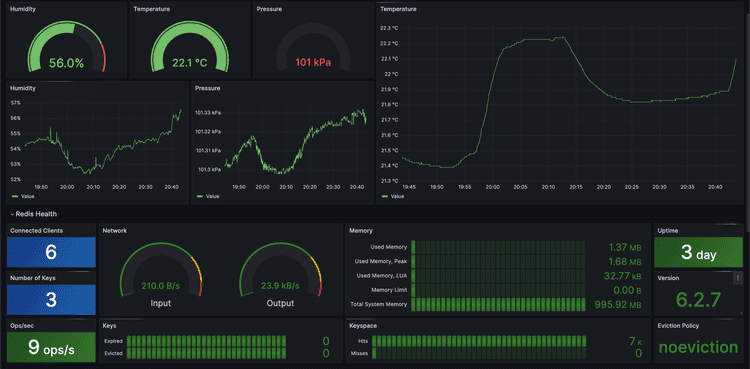 Humidity
56.0%
Temperature
22.1 °C
Pressure
101 kPa
Temperature
22.3 °C
22.2 °C
22.1 °C
22 °C
21.9 °C
21.8 °C
21.7 °C
21.6 °C
21.5 °C
21.4 °C
21.3 °C
19:45 19:50 19:55 20:00 20:05 20:10 20:15 20:20 20:25 20:30 20:35 20:40
Value
Humidity
57%
56%
55%
54%
53%
52%
19:50 20:00 20:10 20:20 20:30 20:40
Value
Pressure
101.33 kPa
101.32 kPa
101.31 kPa
101.3 kPa
101.3 kPa
19:50 20:00 20:10 20:20 20:30 20:40
Value
Redis Health
Connected Clients
6
Number of Keys
3
Ops/sec
9 ops/s
Network
210.0 B/s
Input
23.9 kB/s
Output
Memory
Used Memory 1.37 MB
Used Memory, Peak 1.68 MB
Used Memory, LUA 32.77 kB
Memory Limit 0.00 B
Total System Memory 995.92 MB
Uptime
3 day
Version
6.2.7
Keys
Expired 0
Evicted 0
Keyspace
Hits 7 K
Misses 0
Eviction Policy
noeviction